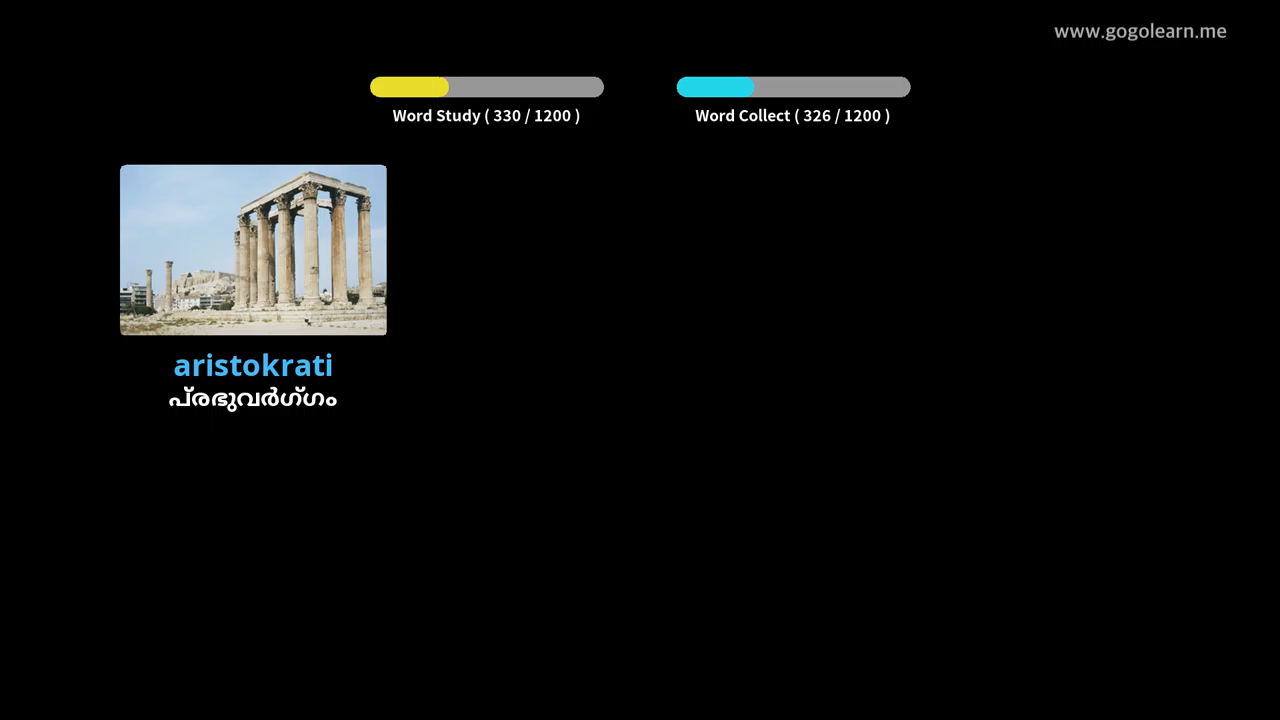 www.gogolearn.me
Word Study ( 330 / 1200 )
Word Collect ( 326 / 1200 )
aristokrati
പ്രഭുവർഗ്ഗം